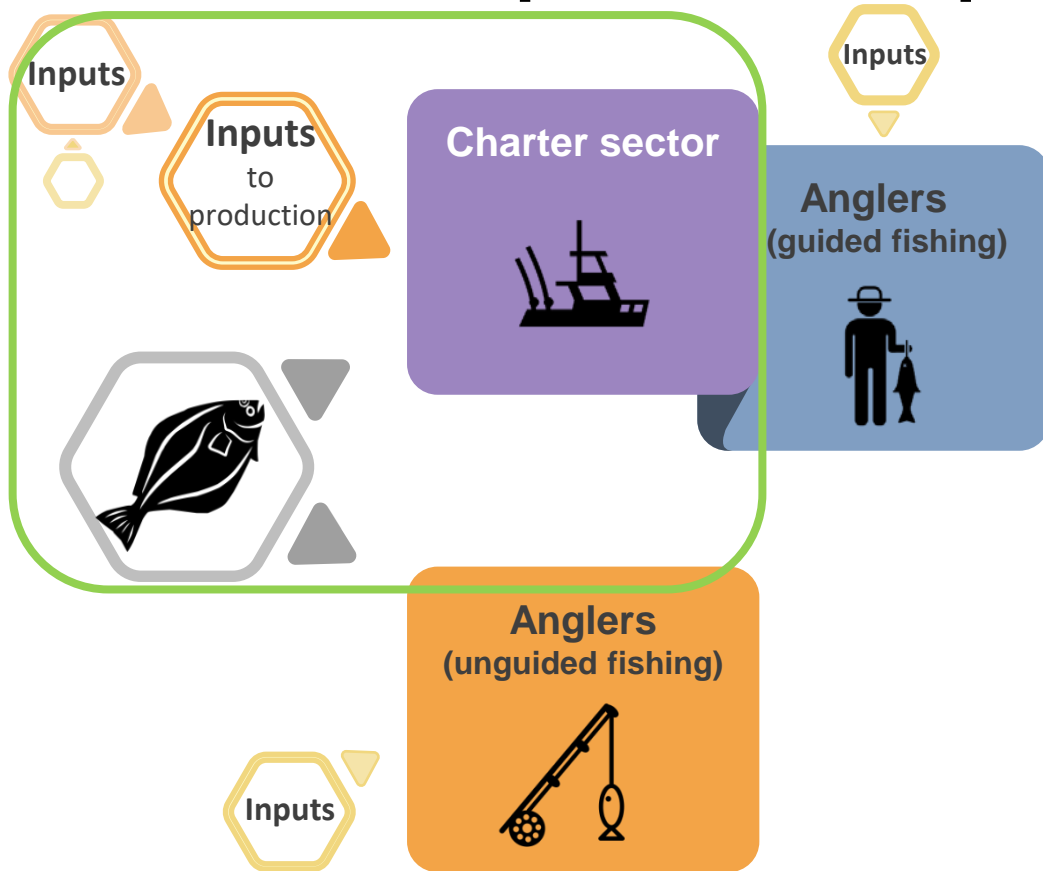 Inputs
Inputs
to
production
Charter sector
Inputs
Anglers
(guided fishing)
Anglers
(unguided fishing)
Inputs